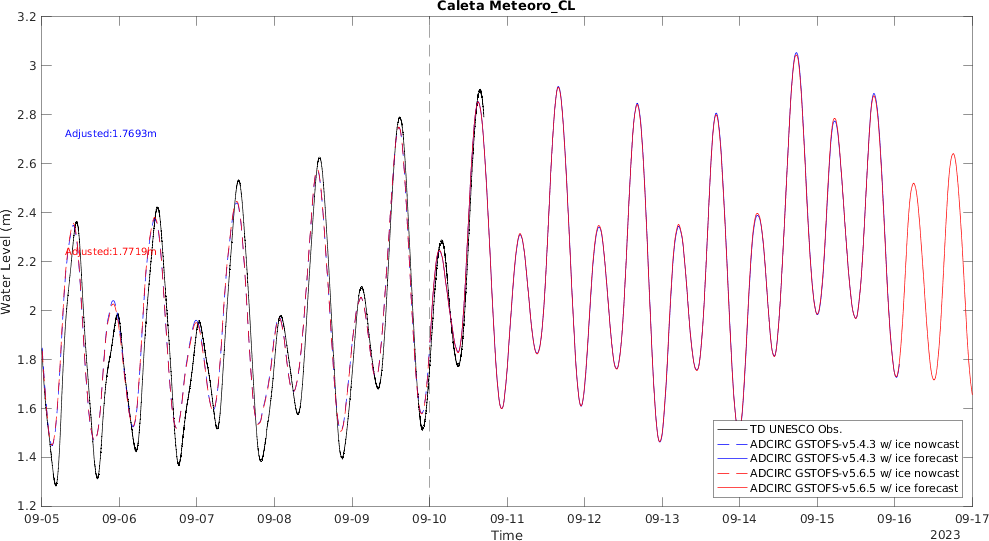 Caleta Meteoro_CL
3.2
3
2.8
2.6
2.4
2.2
2
1.8
1.6
1.4
1.2
Water Level (m)
Adjusted:1.7693m
Adjusted:1.7719m
TD UNESCO Obs.
ADCIRC GSTOFS-v5.4.3 w/ ice nowcast
ADCIRC GSTOFS-v5.4.3 w/ ice forecast
ADCIRC GSTOFS-v5.6.5 w/ ice nowcast
ADCIRC GSTOFS-v5.6.5 w/ ice forecast
09-05 09-06 09-07 09-08 09-09 09-10 09-11 09-12 09-13 09-14 09-15 09-16 09-17
Time
2023